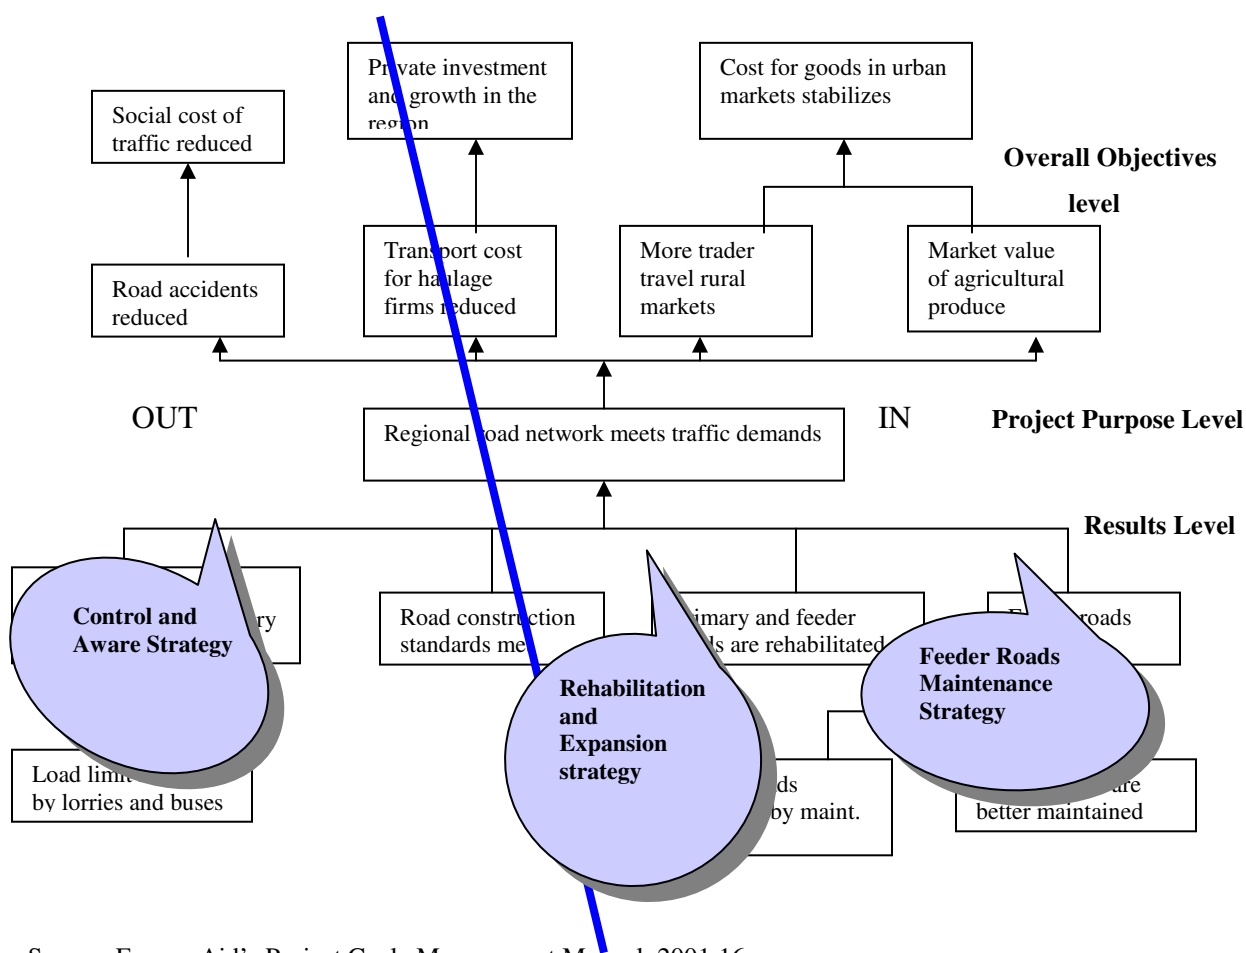 Private investment
and growth in the
region
Cost for goods in urban
markets stabilizes
Social cost of
traffic reduced
Overall Objectives
level
Transport cost
for haulage
firms reduced
More trader
travel rural
markets
Market value
of agricultural
produce
Road accidents
reduced
OUT
Regional road network meets traffic demands
IN
Project Purpose Level
Results Level
Control and
Aware Strategy
Road construction
standards
and feeder
are rehabilitated
roads
Rehabilitation
and
Expansion
strategy
Feeder Roads
Maintenance
Strategy
Load
by lorries and buses
by maint.
are
better maintained
Management 2001:16